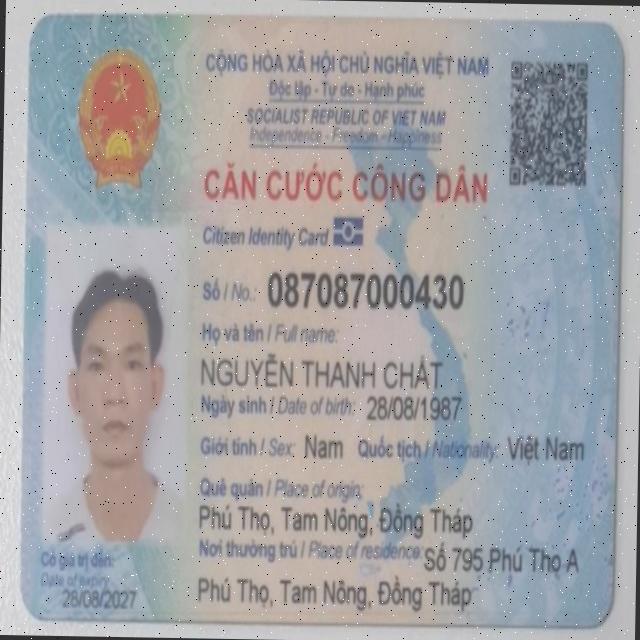 CỘNG HÒA XÃ HỘI CHỦ NGHĨA VIỆT NAM
Độc lập - Tự do - Hạnh phúc
SOCIALIST REPUBLIC OF VIET NAM
Independence - Freedom - Happiness
CĂN CƯỚC CÔNG DÂN
Citizen Identity Card
Số / No.: 087087000430
Họ và tên / Full name:
NGUYỄN THANH CHẤT
Ngày sinh / Date of birth: 28/08/1987
Giới tính / Sex: Nam Quốc tịch / Nationality: Việt Nam
Quê quán / Place of origin:
Phú Thọ, Tam Nông, Đồng Tháp
Nơi thường trú / Place of residence: Số 795 Phú Thọ A
Phú Thọ, Tam Nông, Đồng Tháp
Có giá trị đến:
Date of expiry
28/08/2027